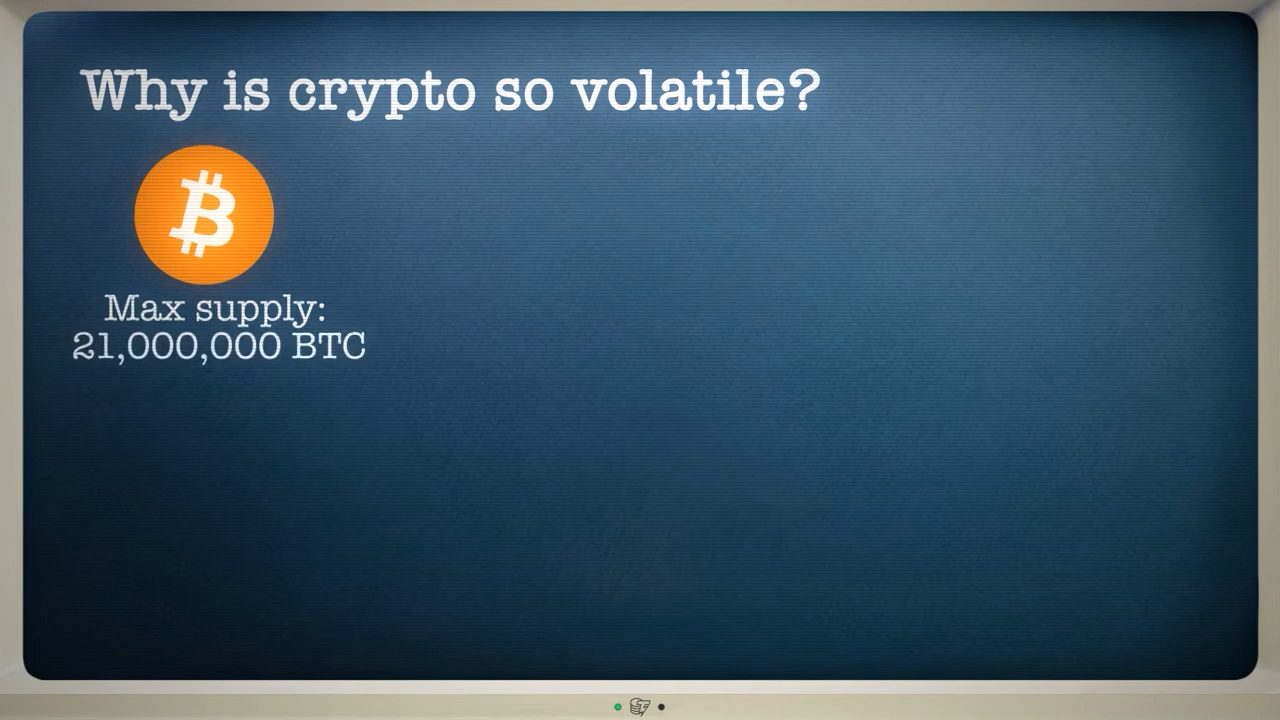 Why is crypto so volatile?
Max supply:
21,000,000 BTC